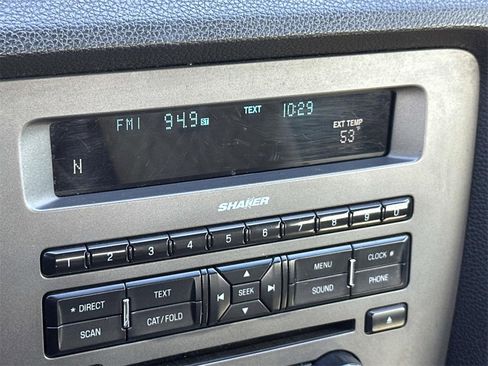 FM1 94.9 ST TEXT 10:29
EXT TEMP
N 53°F
SHAKER
1 2 3 4 5 6 7 8 9 0
* DIRECT TEXT SEEK MENU CLOCK #
SCAN CAT/FOLD SOUND PHONE